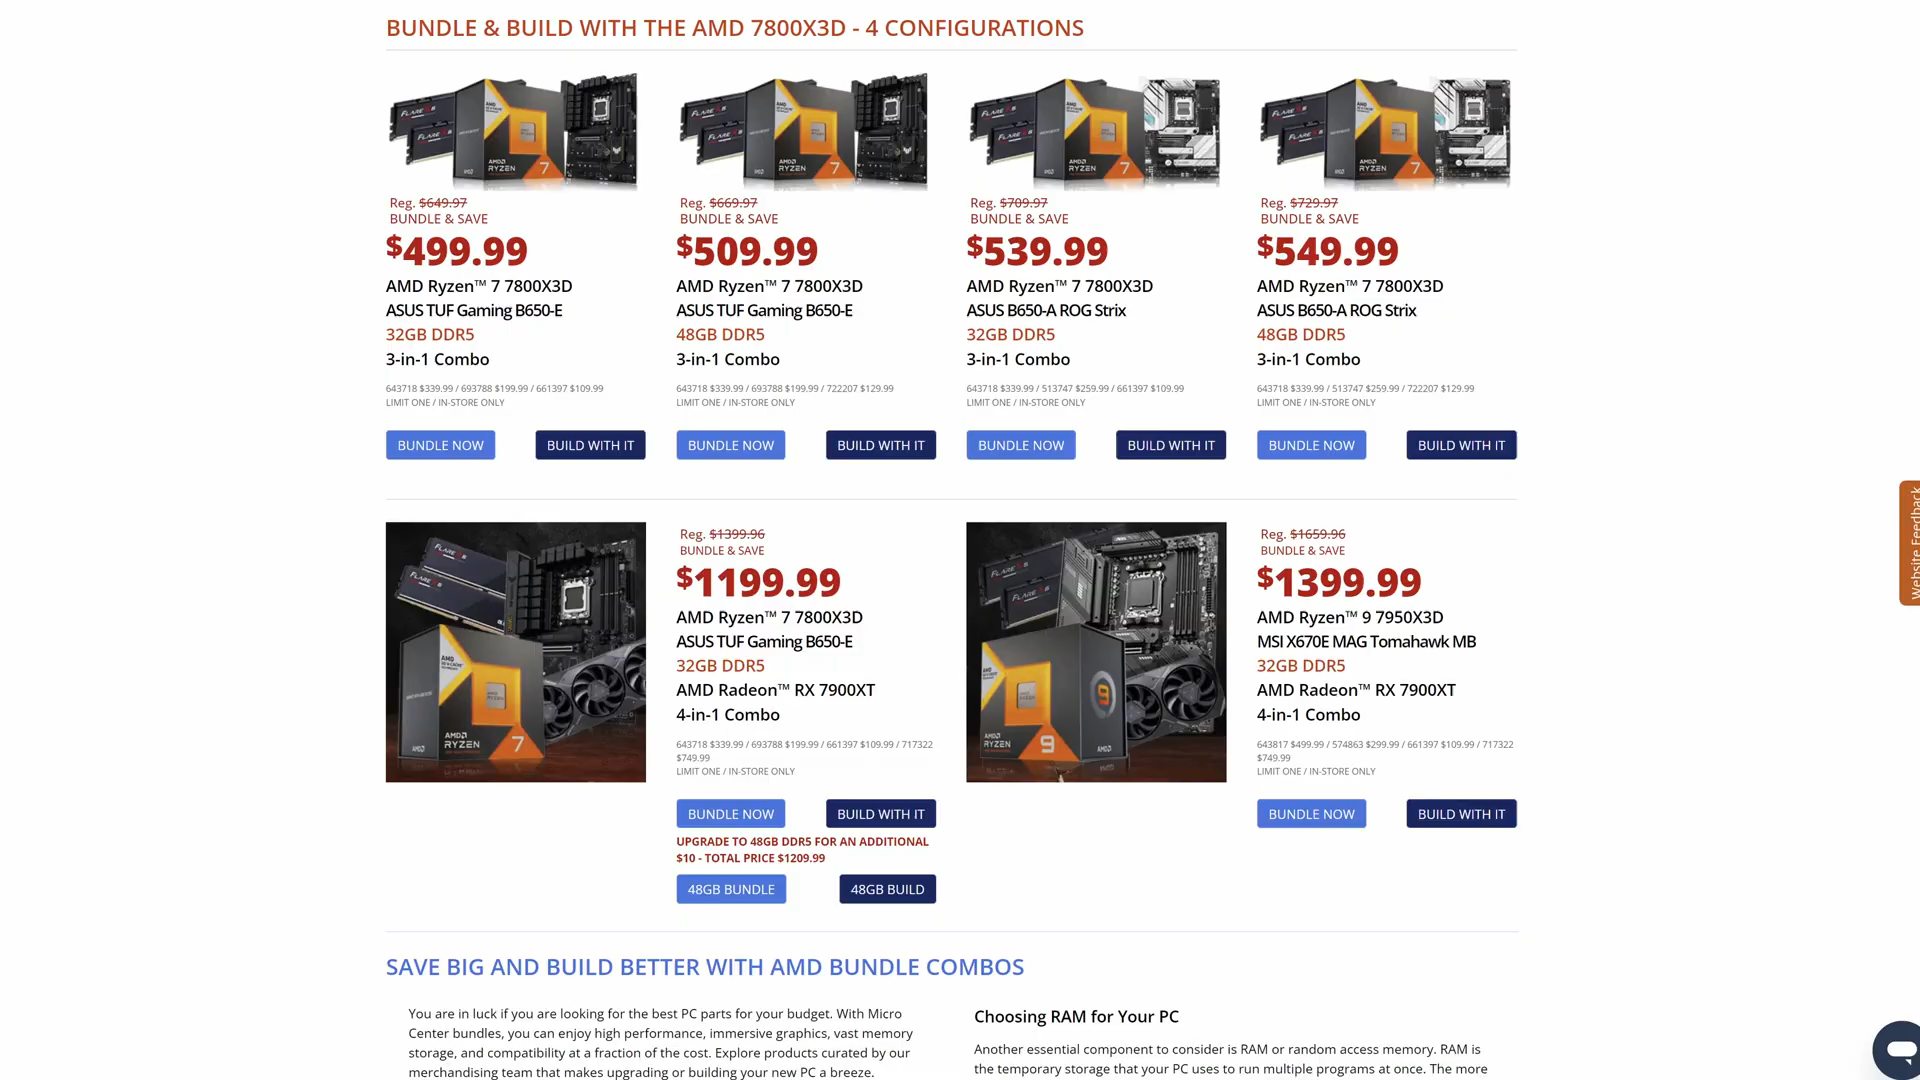 BUNDLE & BUILD WITH THE AMD 7800X3D - 4 CONFIGURATIONS
Reg. $649.97
BUNDLE & SAVE
$499.99
AMD Ryzen™ 7 7800X3D
ASUS TUF Gaming B650-E
32GB DDR5
3-in-1 Combo
643718 $339.99 / 693788 $199.99 / 661397 $109.99
LIMIT ONE / IN-STORE ONLY
BUNDLE NOW
BUILD WITH IT
Reg. $669.97
BUNDLE & SAVE
$509.99
AMD Ryzen™ 7 7800X3D
ASUS TUF Gaming B650-E
48GB DDR5
3-in-1 Combo
643718 $339.99 / 693788 $199.99 / 722207 $129.99
LIMIT ONE / IN-STORE ONLY
BUNDLE NOW
BUILD WITH IT
Reg. $709.97
BUNDLE & SAVE
$539.99
AMD Ryzen™ 7 7800X3D
ASUS B650-A ROG Strix
32GB DDR5
3-in-1 Combo
643718 $339.99 / 513747 $259.99 / 661397 $109.99
LIMIT ONE / IN-STORE ONLY
BUNDLE NOW
BUILD WITH IT
Reg. $729.97
BUNDLE & SAVE
$549.99
AMD Ryzen™ 7 7800X3D
ASUS B650-A ROG Strix
48GB DDR5
3-in-1 Combo
643718 $339.99 / 513747 $259.99 / 722207 $129.99
LIMIT ONE / IN-STORE ONLY
BUNDLE NOW
BUILD WITH IT
AMD
RYZEN 7
Reg. $1399.96
BUNDLE & SAVE
$1199.99
AMD Ryzen™ 7 7800X3D
ASUS TUF Gaming B650-E
32GB DDR5
AMD Radeon™ RX 7900XT
4-in-1 Combo
643718 $339.99 / 693788 $199.99 / 661397 $109.99 / 717322
$749.99
LIMIT ONE / IN-STORE ONLY
BUNDLE NOW
BUILD WITH IT
UPGRADE TO 48GB DDR5 FOR AN ADDITIONAL
$10 - TOTAL PRICE $1209.99
48GB BUNDLE
48GB BUILD
AMD
RYZEN 9
Reg. $1659.96
BUNDLE & SAVE
$1399.99
AMD Ryzen™ 9 7950X3D
MSI X670E MAG Tomahawk MB
32GB DDR5
AMD Radeon™ RX 7900XT
4-in-1 Combo
643817 $499.99 / 574863 $299.99 / 661397 $109.99 / 717322
$749.99
LIMIT ONE / IN-STORE ONLY
BUNDLE NOW
BUILD WITH IT
Website Feedback
SAVE BIG AND BUILD BETTER WITH AMD BUNDLE COMBOS
You are in luck if you are looking for the best PC parts for your budget. With Micro
Center bundles, you can enjoy high performance, immersive graphics, vast memory
storage, and compatibility at a fraction of the cost. Explore products curated by our
merchandising team that makes upgrading or building your new PC a breeze.
Choosing RAM for Your PC
Another essential component to consider is RAM or random access memory. RAM is
the temporary storage that your PC uses to run multiple programs at once. The more